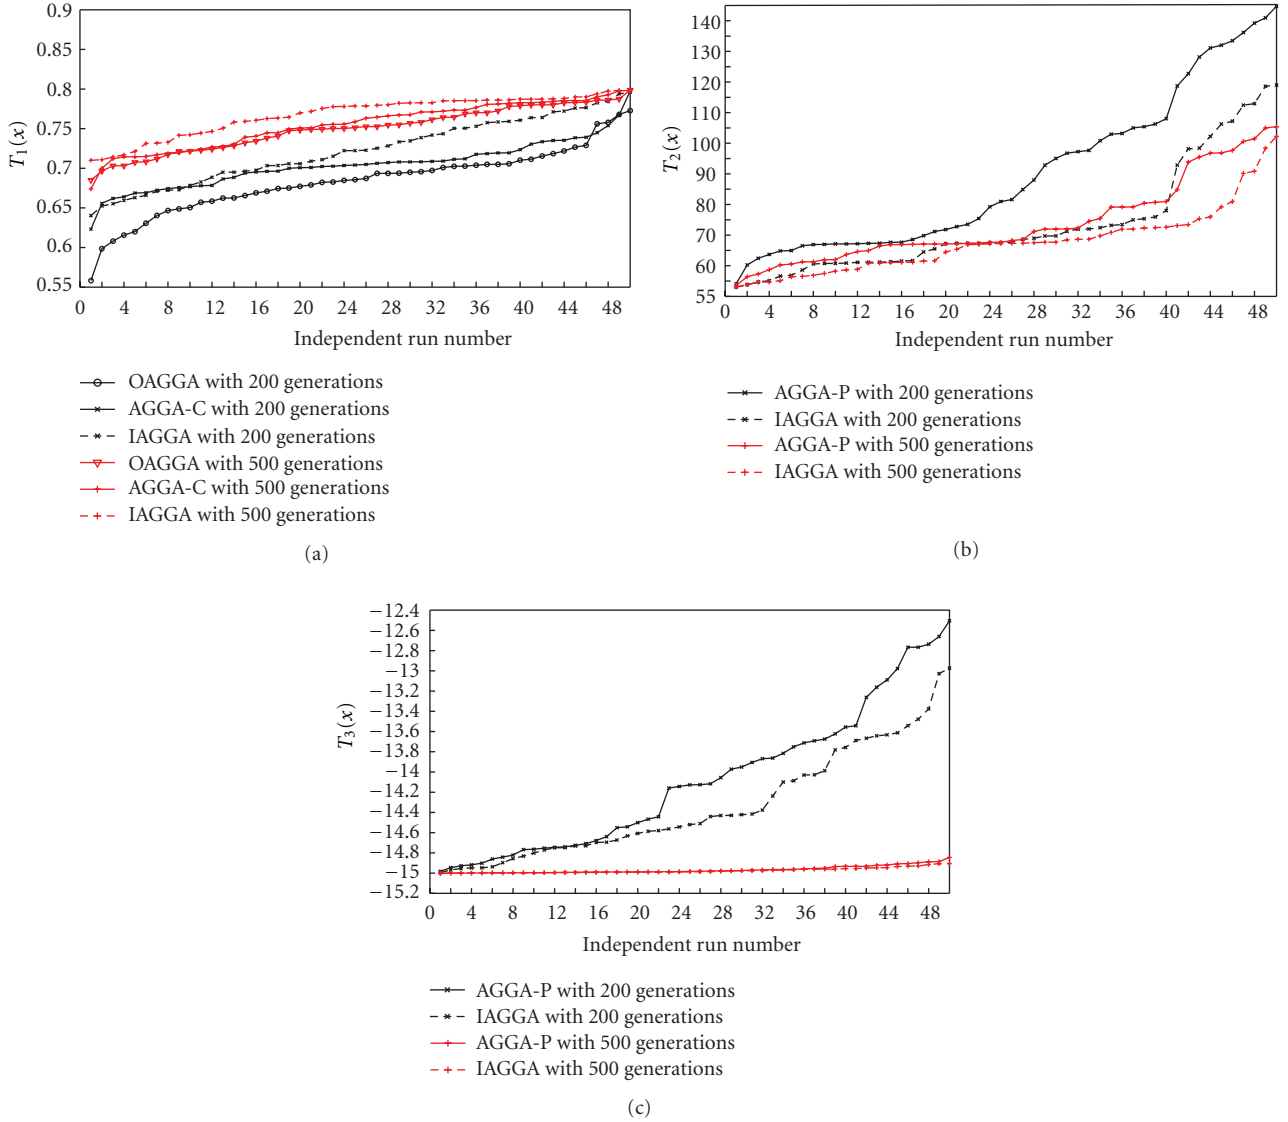 0.9
0.85
0.8
0.75
0.7
0.65
0.6
0.55
T1(x)
0 4 8 12 16 20 24 28 32 36 40 44 48
Independent run number
OAGGA with 200 generations
AGGA-C with 200 generations
IAGGA with 200 generations
OAGGA with 500 generations
AGGA-C with 500 generations
IAGGA with 500 generations
(a)
140
130
120
110
100
90
80
70
60
55
T2(x)
0 4 8 12 16 20 24 28 32 36 40 44 48
Independent run number
AGGA-P with 200 generations
IAGGA with 200 generations
AGGA-P with 500 generations
IAGGA with 500 generations
(b)
−12.4
−12.6
−12.8
−13
−13.2
−13.4
−13.6
−13.8
−14
−14.2
−14.4
−14.6
−14.8
−15
−15.2
T3(x)
0 4 8 12 16 20 24 28 32 36 40 44 48
Independent run number
AGGA-P with 200 generations
IAGGA with 200 generations
AGGA-P with 500 generations
IAGGA with 500 generations
(c)